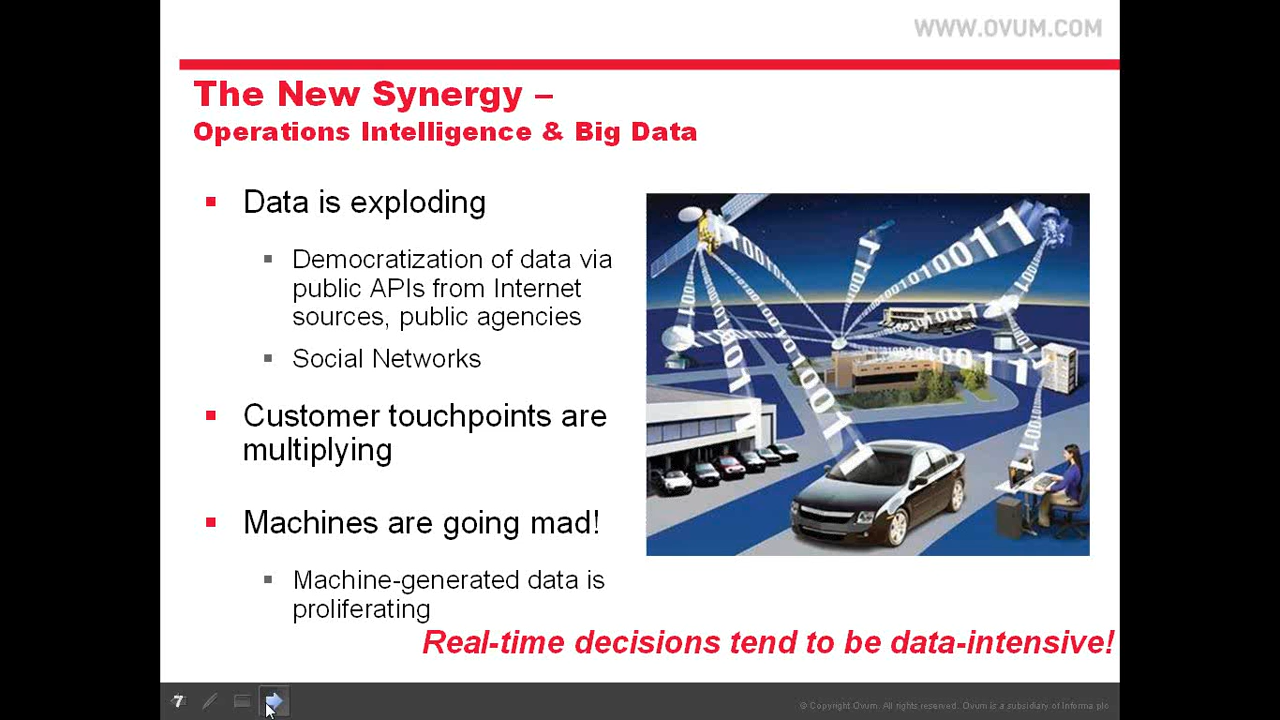 WWW.OVUM.COM
The New Synergy –
Operations Intelligence & Big Data
Data is exploding
Democratization of data via
public APIs from Internet
sources, public agencies
Social Networks
Customer touchpoints are
multiplying
Machines are going mad!
Machine-generated data is
proliferating
Real-time decisions tend to be data-intensive!
7
© Copyright Ovum. All rights reserved. Ovum is a subsidiary of Informa plc